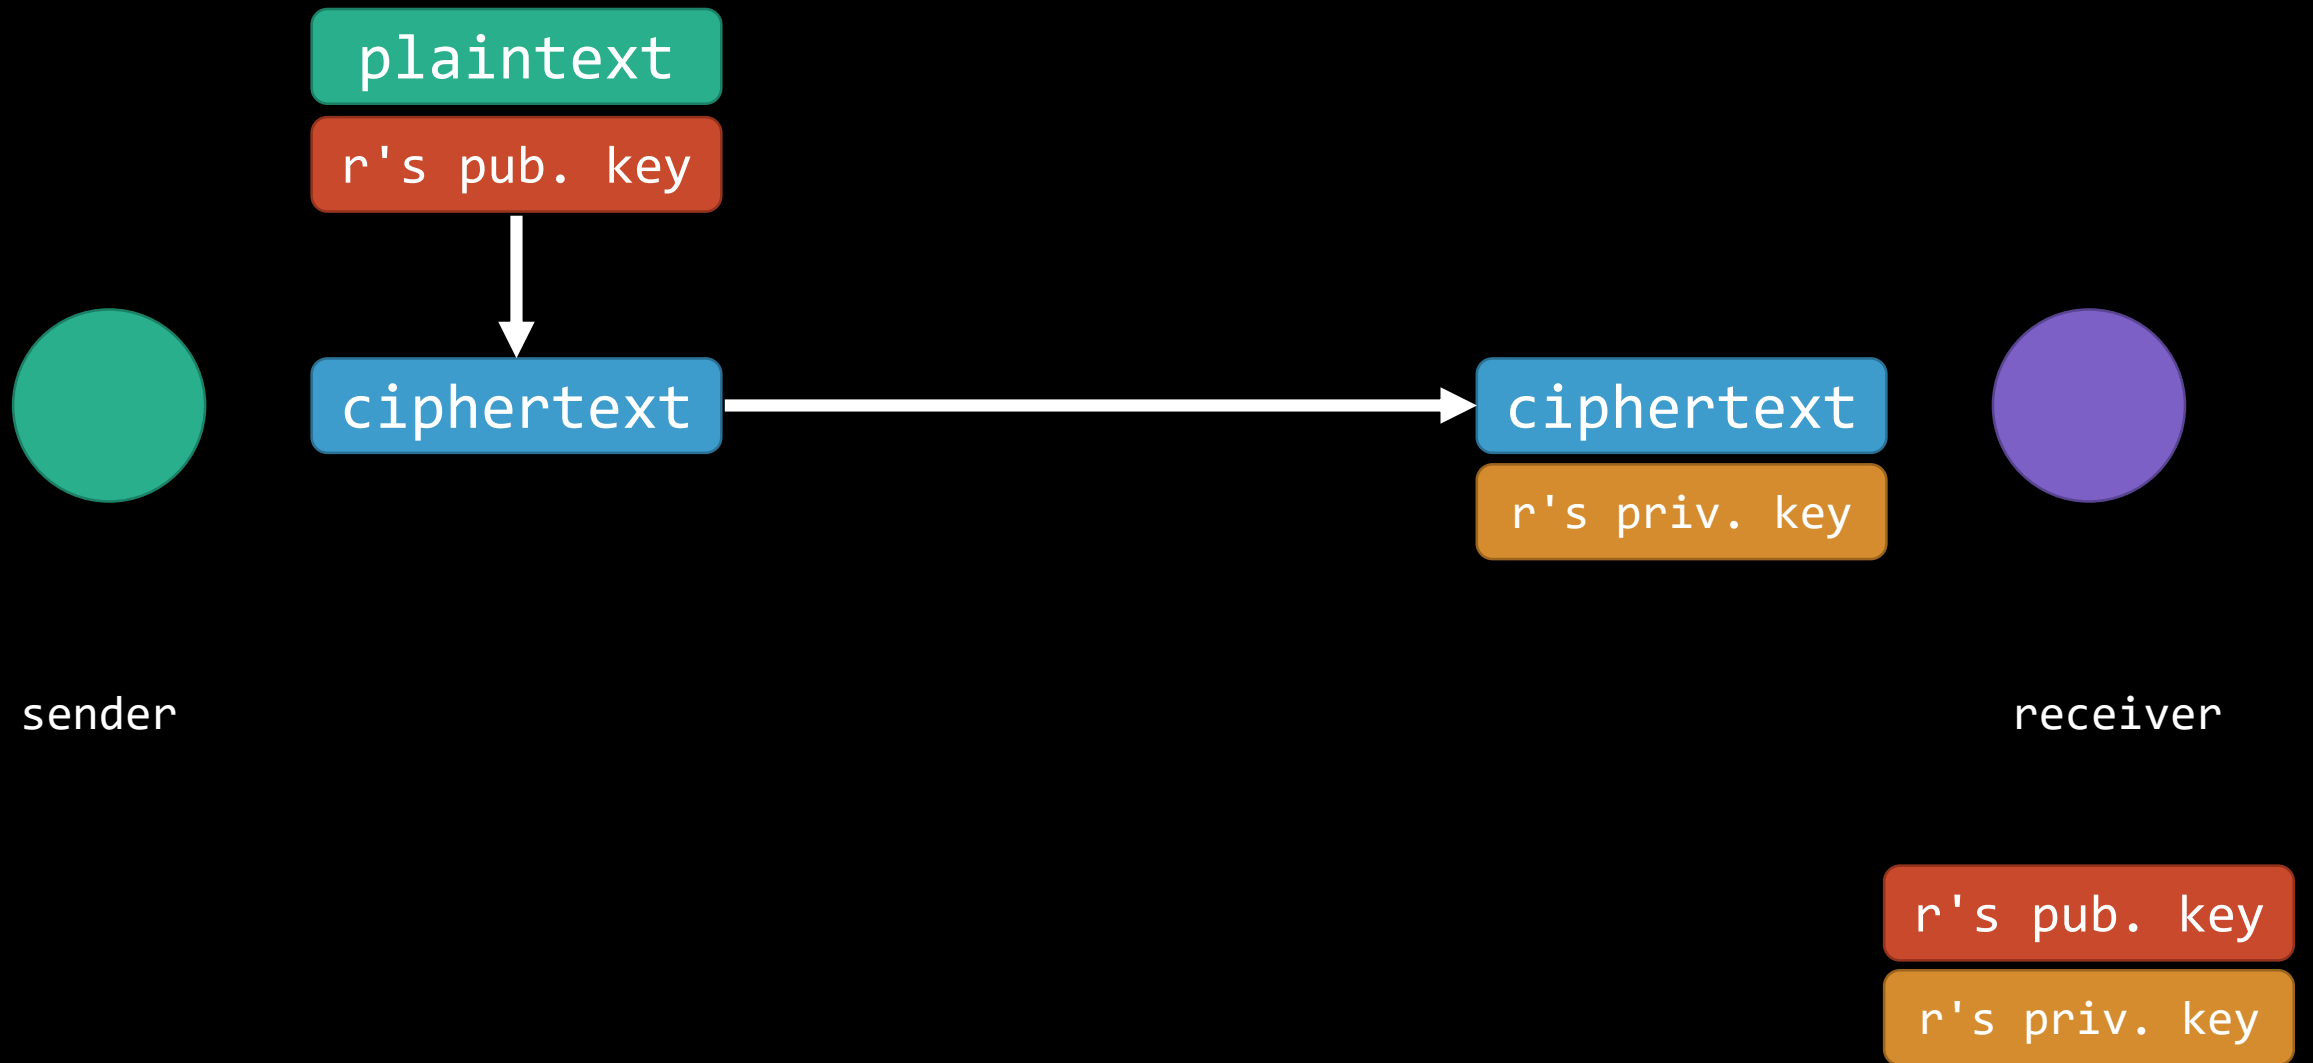 plaintext
r's pub. key
ciphertext
ciphertext
r's priv. key
sender
receiver
r's pub. key
r's priv. key